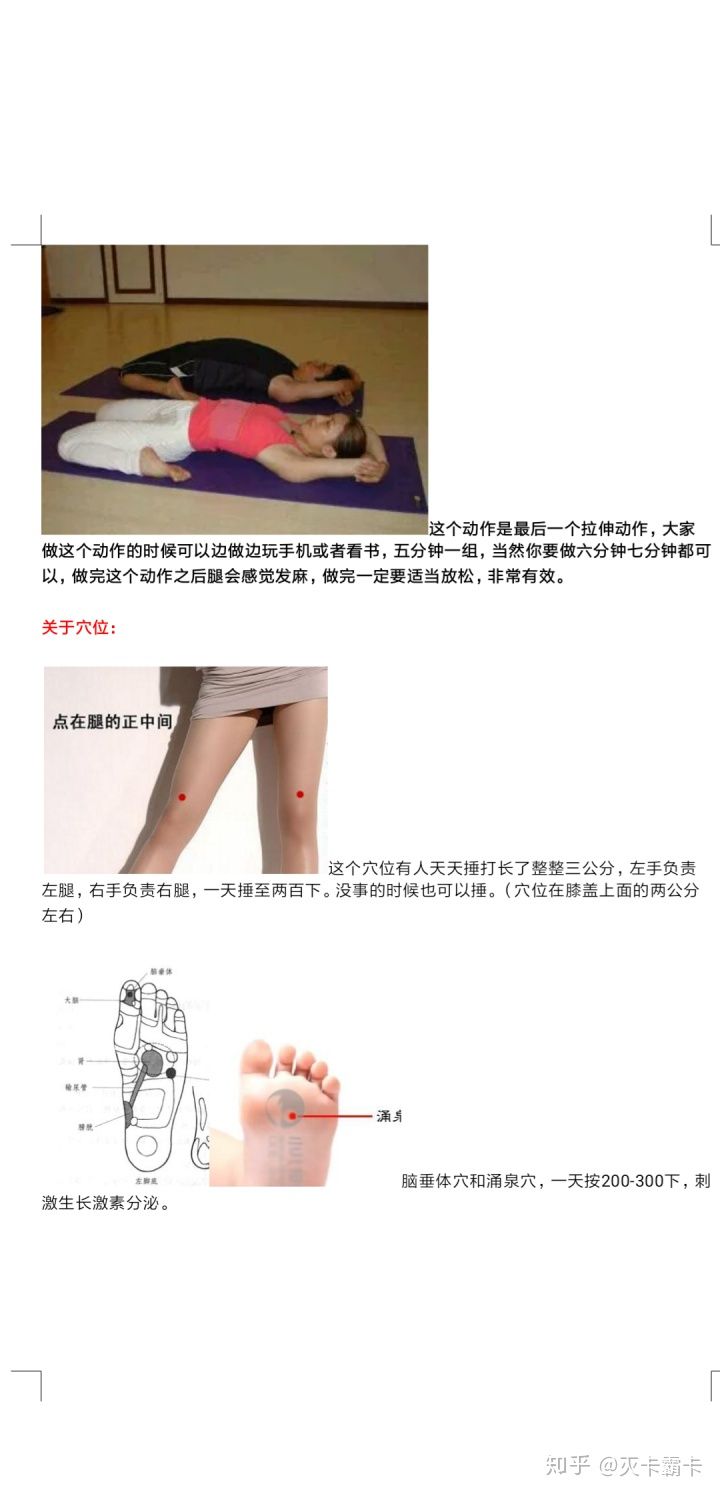 这个动作是最后一个拉伸动作，大家
做这个动作的时候可以边做边玩手机或者看书，五分钟一组，当然你要做六分钟七分钟都可
以，做完这个动作之后腿会感觉发麻，做完一定要适当放松，非常有效。
关于穴位：
点在腿的正中间
这个穴位有人天天捶打长了整整三公分，左手负责
左腿，右手负责右腿，一天捶至两百下。没事的时候也可以捶。（穴位在膝盖上面的两公分
左右）
脑垂体
大脑
肾
输尿管
膀胱
左脚底
涌泉
脑垂体穴和涌泉穴，一天按200-300下，刺
激生长激素分泌。
知乎 @灭卡霸卡